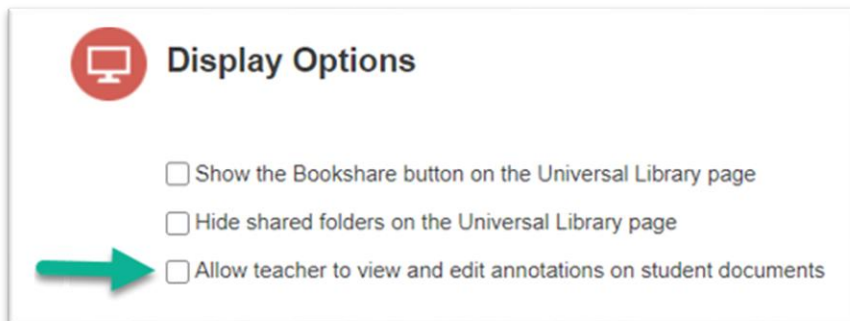 Display Options
Show the Bookshare button on the Universal Library page
Hide shared folders on the Universal Library page
Allow teacher to view and edit annotations on student documents